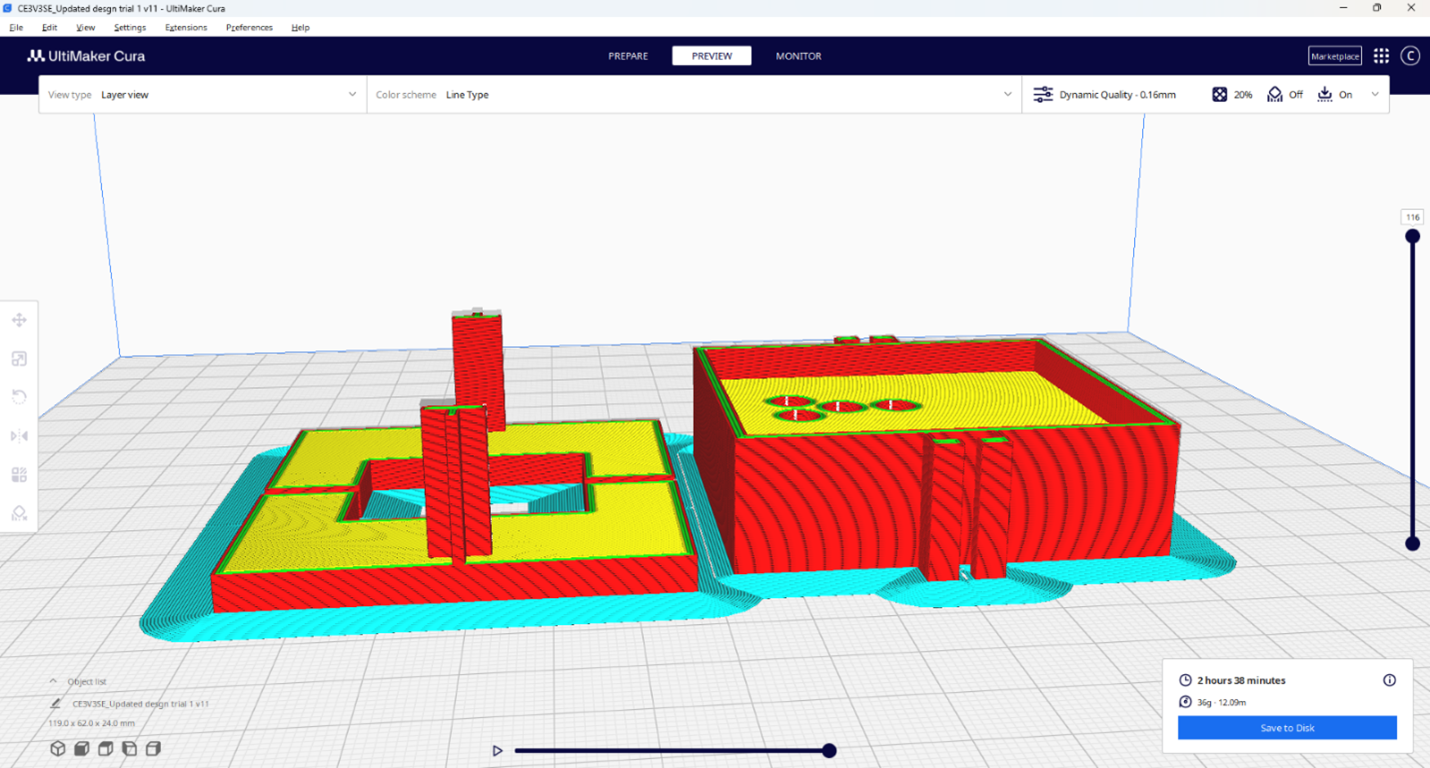 CE3V3SE_Updated desgn trial 1 v11 - UltiMaker Cura
File Edit View Settings Extensions Preferences Help
UltiMaker Cura
PREPARE PREVIEW MONITOR
Marketplace
C
View type Layer view
Color scheme Line Type
Dynamic Quality - 0.16mm 20% Off On
116
Object list
CE3V3SE_Updated design trial 1 v11
119.0 x 62.0 x 24.0 mm
2 hours 38 minutes
36g · 12.09m
Save to Disk